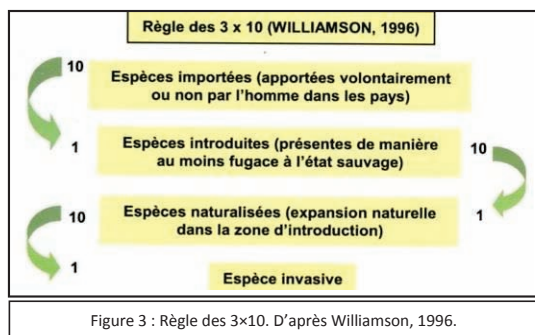 Règle des 3 x 10 (WILLIAMSON, 1996)
10
Espèces importées (apportées volontairement
ou non par l'homme dans les pays)
1
Espèces introduites (présentes de manière
au moins fugace à l'état sauvage)
10
10
Espèces naturalisées (expansion naturelle
dans la zone d'introduction)
1
1
Espèce invasive
Figure 3 : Règle des 3×10. D'après Williamson, 1996.